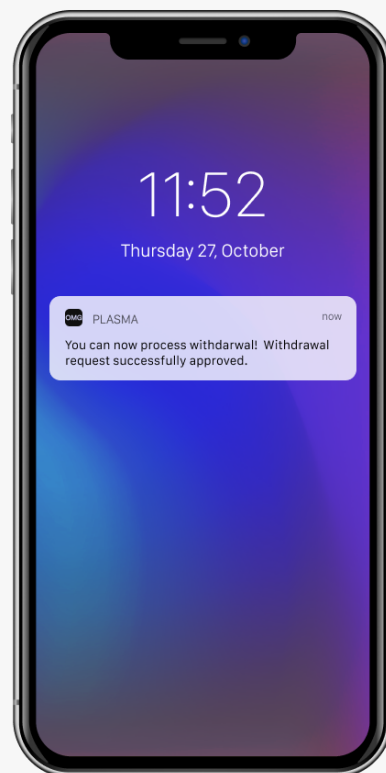 11:52
Thursday 27, October
OMG PLASMA now
You can now process withdarwal! Withdrawal
request successfully approved.